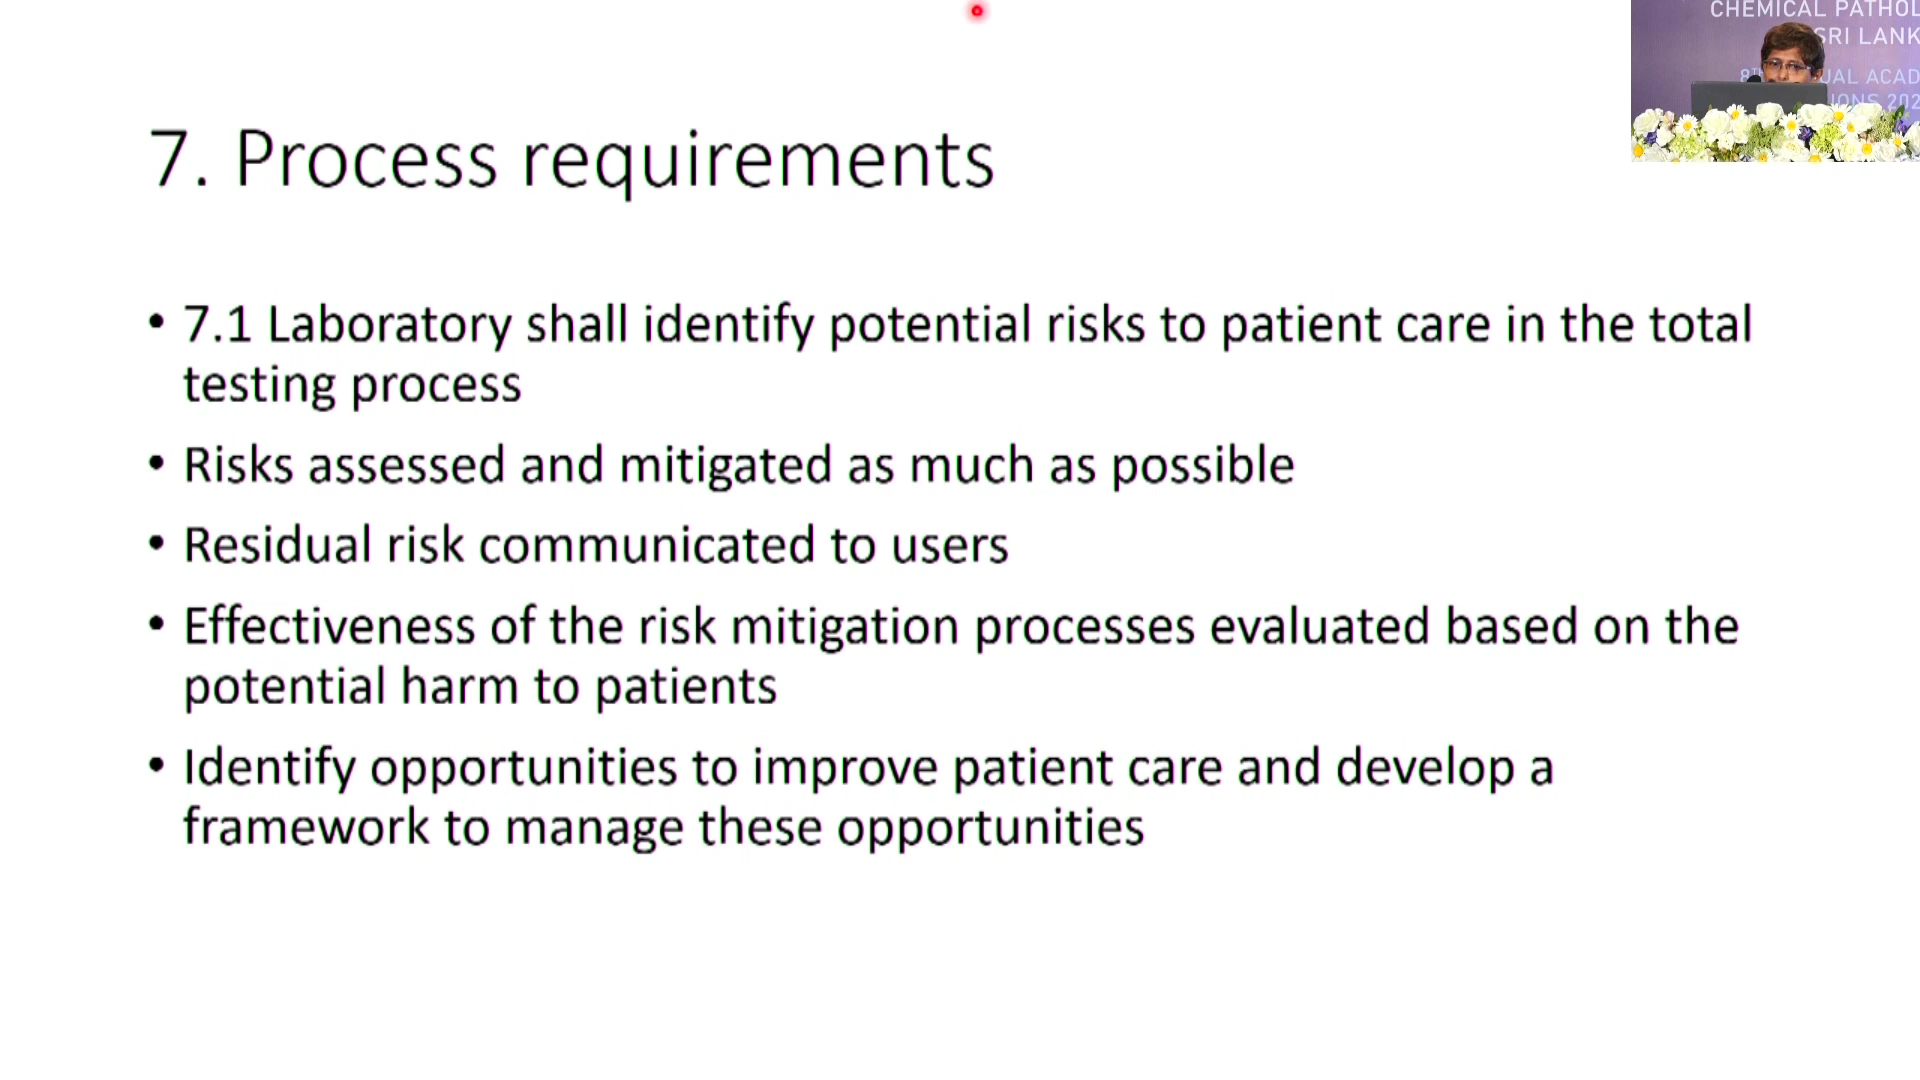 CHEMICAL
SRI
7. Process requirements
• 7.1 Laboratory shall identify potential risks to patient care in the total
testing process
• Risks assessed and mitigated as much as possible
• Residual risk communicated to users
• Effectiveness of the risk mitigation processes evaluated based on the
potential harm to patients
• Identify opportunities to improve patient care and develop a
framework to manage these opportunities